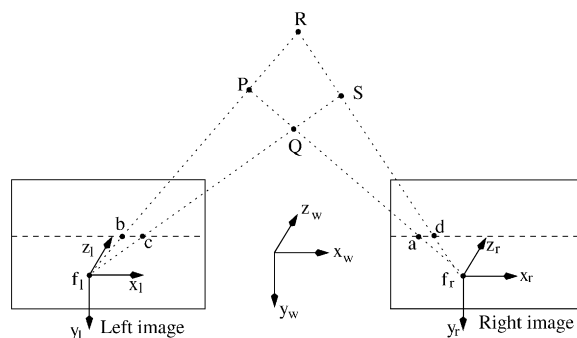 R
P
S
Q
b
c
z_l
f_l
x_l
y_l
Left image
z_w
x_w
y_w
a
d
z_r
f_r
x_r
y_r
Right image